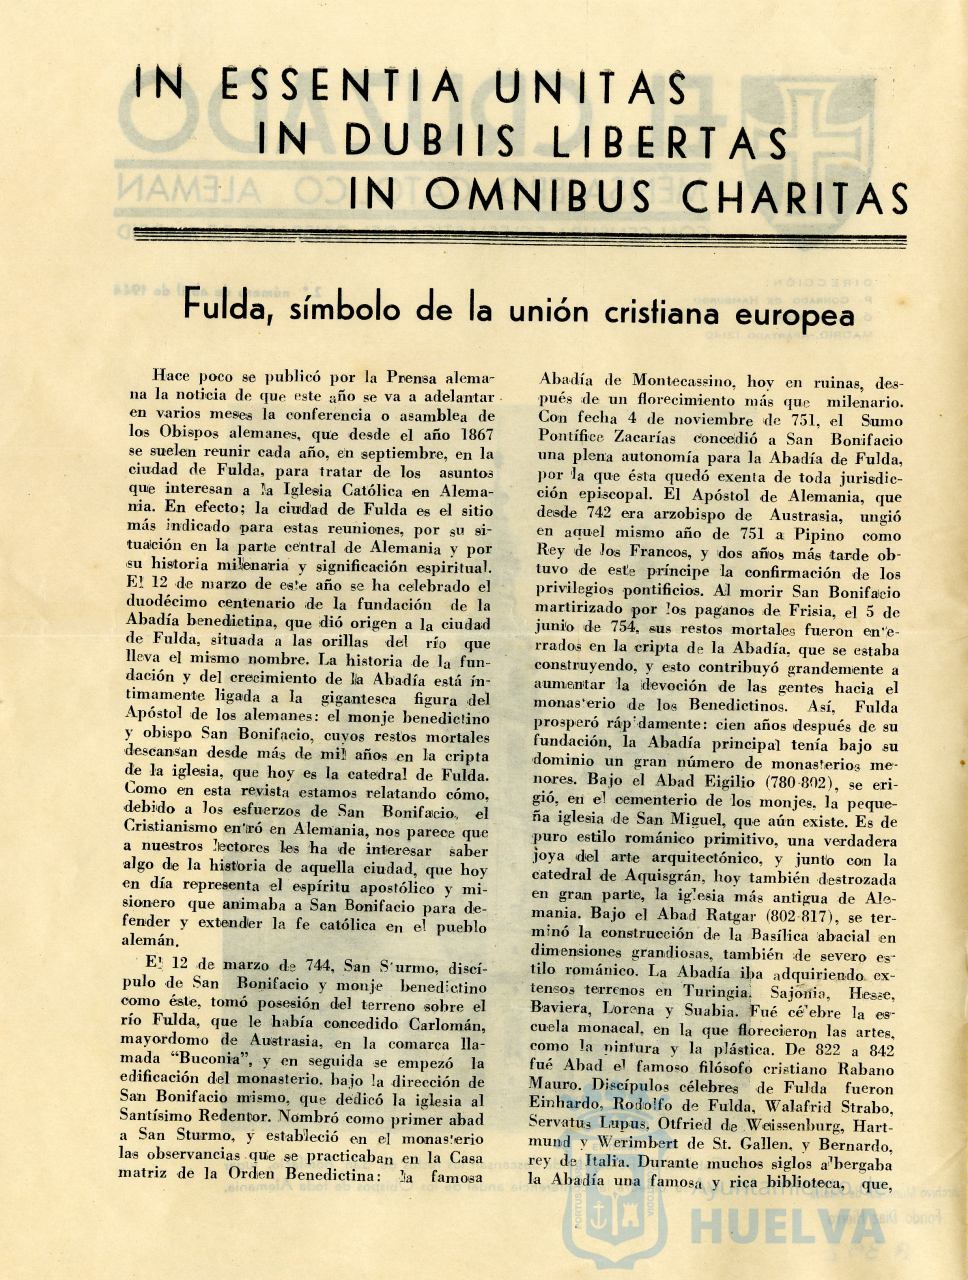 IN ESSENTIA UNITAS
IN DUBIIS LIBERTAS
IN OMNIBUS CHARITAS
Fulda, símbolo de la unión cristiana europea
Hace poco se publicó por la Prensa alema-
na la noticia de que este año se va a adelantar
en varios meses la conferencia o asamblea de
los Obispos alemanes, que desde el año 1867
se suelen reunir cada año, en septiembre, en la
ciudad de Fulda, para tratar de los asuntos
que interesan a la Iglesia Católica en Alema-
nia. En efecto; la ciudad de Fulda es el sitio
más indicado para estas reuniones, por su si-
tuación en la parte central de Alemania y por
su historia milenaria y significación espiritual.
El 12 de marzo de este año se ha celebrado el
duodécimo centenario de la fundación de la
Abadía benedictina, que dió origen a la ciudad
de Fulda, situada a las orillas del río que
lleva el mismo nombre. La historia de la fun-
dación y del crecimiento de la Abadía está ín-
timamente ligada a la gigantesca figura del
Apóstol de los alemanes: el monje benedictino
y obispo San Bonifacio, cuyos restos mortales
descansan desde más de mil años en la cripta
de la iglesia, que hoy es la catedral de Fulda.
Como en esta revista estamos relatando cómo,
debido a los esfuerzos de San Bonifacio, el
Cristianismo entró en Alemania, nos parece que
a nuestros lectores les ha de interesar saber
algo de la historia de aquella ciudad, que hoy
en día representa el espíritu apostólico y mi-
sionero que animaba a San Bonifacio para de-
fender y extender la fe católica en el pueblo
alemán.
El 12 de marzo de 744, San Sturmo, discí-
pulo de San Bonifacio y monje benedictino
como éste, tomó posesión del terreno sobre el
río Fulda, que le había concedido Carlomán,
mayordomo de Austrasia, en la comarca lla-
mada "Buconia", y en seguida se empezó la
edificación del monasterio, bajo la dirección de
San Bonifacio mismo, que dedicó la iglesia al
Santísimo Redentor. Nombró como primer abad
a San Sturmo, y estableció en el monasterio
las observancias que se practicaban en la Casa
matriz de la Orden Benedictina: la famosa
Abadía de Montecassino, hoy en ruinas, des-
pués de un florecimiento más que milenario.
Con fecha 4 de noviembre de 751, el Sumo
Pontífice Zacarías concedió a San Bonifacio
una plena autonomía para la Abadía de Fulda,
por la que ésta quedó exenta de toda jurisdic-
ción episcopal. El Apóstol de Alemania, que
desde 742 era arzobispo de Austrasia, ungió
en aquel mismo año de 751 a Pipino como
Rey de los Francos, y dos años más tarde ob-
tuvo de este príncipe la confirmación de los
privilegios pontificios. Al morir San Bonifacio
martirizado por los paganos de Frisia, el 5 de
junio de 754, sus restos mortales fueron ente-
rrados en la cripta de la Abadía, que se estaba
construyendo, y esto contribuyó grandemente a
aumentar la devoción de las gentes hacia el
monasterio de los Benedictinos. Así, Fulda
prosperó rápidamente: cien años después de su
fundación, la Abadía principal tenía bajo su
dominio un gran número de monasterios me-
nores. Bajo el Abad Eigilio (780-802), se eri-
gió, en el cementerio de los monjes, la peque-
ña iglesia de San Miguel, que aún existe. Es de
puro estilo románico primitivo, una verdadera
joya del arte arquitectónico, y junto con la
catedral de Aquisgrán, hoy también destrozada
en gran parte, la iglesia más antigua de Ale-
mania. Bajo el Abad Ratgar (802-817), se ter-
minó la construcción de la Basílica abacial en
dimensiones grandiosas, también de severo es-
tilo románico. La Abadía iba adquiriendo ex-
tensos terrenos en Turingia, Sajonia, Hesse,
Baviera, Lorena y Suabia. Fué célebre la es-
cuela monacal, en la que florecieron las artes,
como la pintura y la plástica. De 822 a 842
fué Abad el famoso filósofo cristiano Rabano
Mauro. Discípulos célebres de Fulda fueron
Einhardo, Rodolfo de Fulda, Walafrid Strabo,
Servatus Lupus, Otfried de Weissenburg, Hart-
mund y Werimbert de St. Gallen, y Bernardo,
rey de Italia. Durante muchos siglos albergaba
la Abadía una famosa y rica biblioteca, que,
Ayuntamiento de
HUELVA